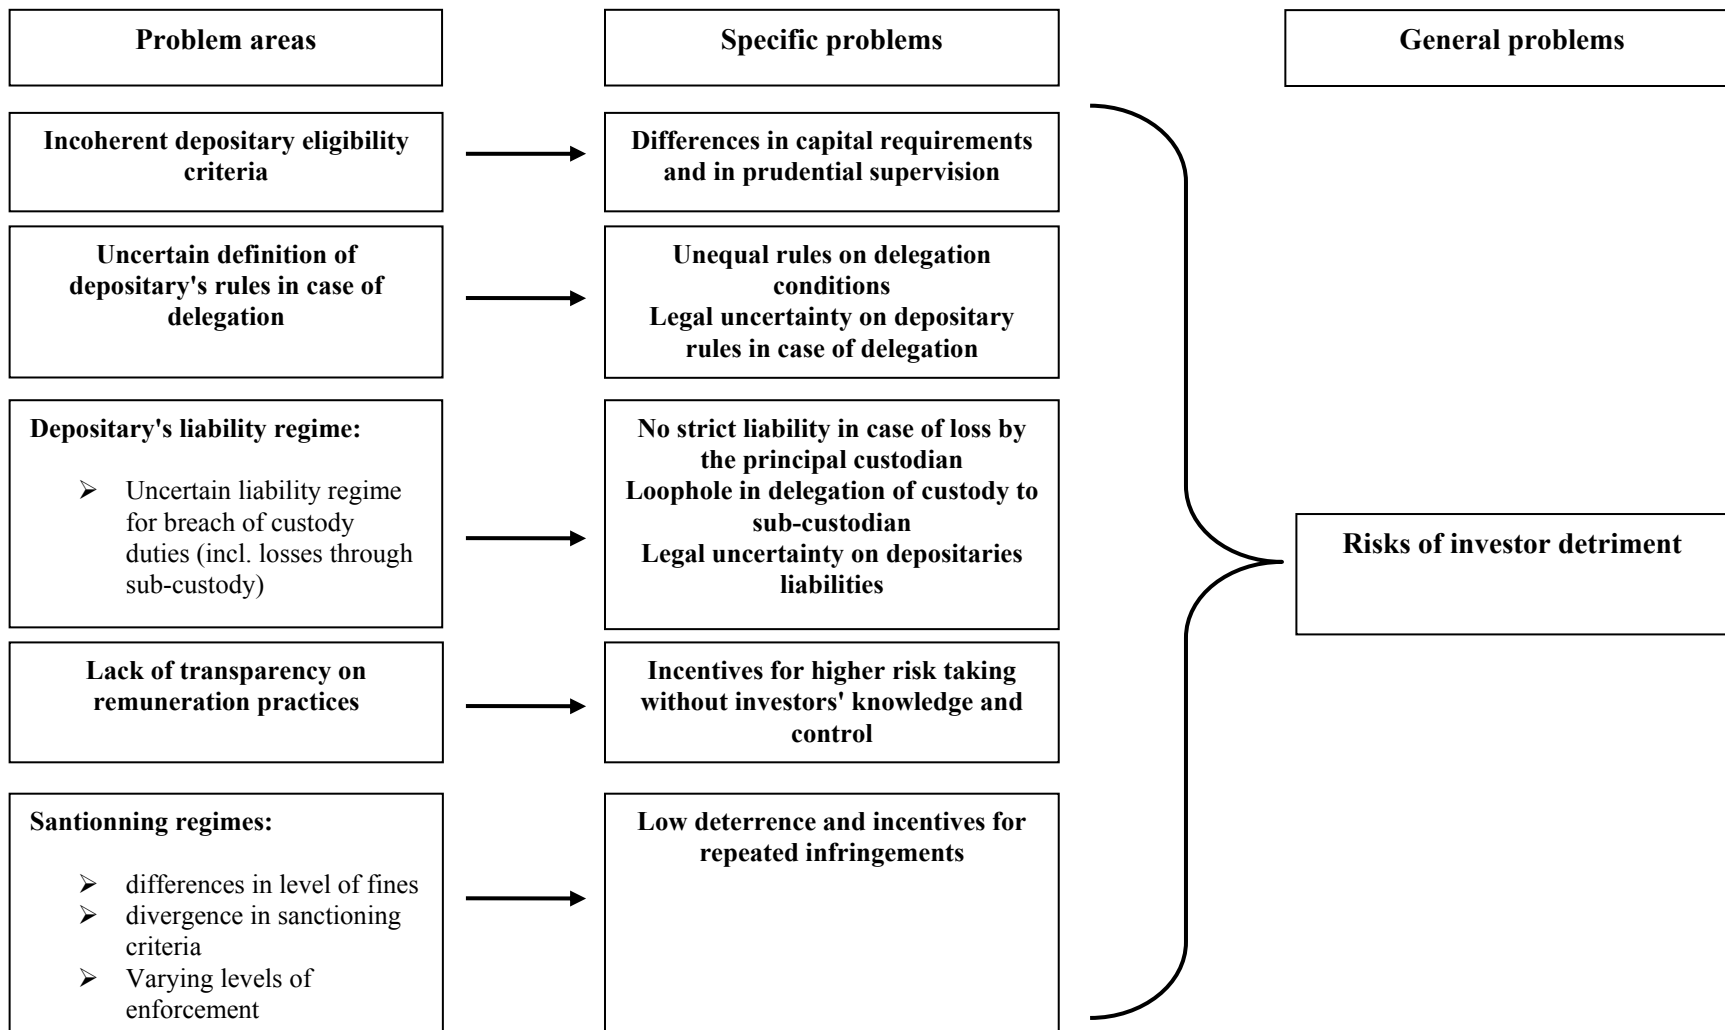 Problem areas
Specific problems
General problems
Incoherent depositary eligibility
criteria
Differences in capital requirements
and in prudential supervision
Uncertain definition of
depositary's rules in case of
delegation
Unequal rules on delegation
conditions
Legal uncertainty on depositary
rules in case of delegation
Depositary's liability regime:
➢ Uncertain liability regime
for breach of custody
duties (incl. losses through
sub-custody)
No strict liability in case of loss by
the principal custodian
Loophole in delegation of custody to
sub-custodian
Legal uncertainty on depositaries
liabilities
Risks of investor detriment
Lack of transparency on
remuneration practices
Incentives for higher risk taking
without investors' knowledge and
control
Santionning regimes:
➢ differences in level of fines
➢ divergence in sanctioning
criteria
➢ Varying levels of
enforcement
Low deterrence and incentives for
repeated infringements